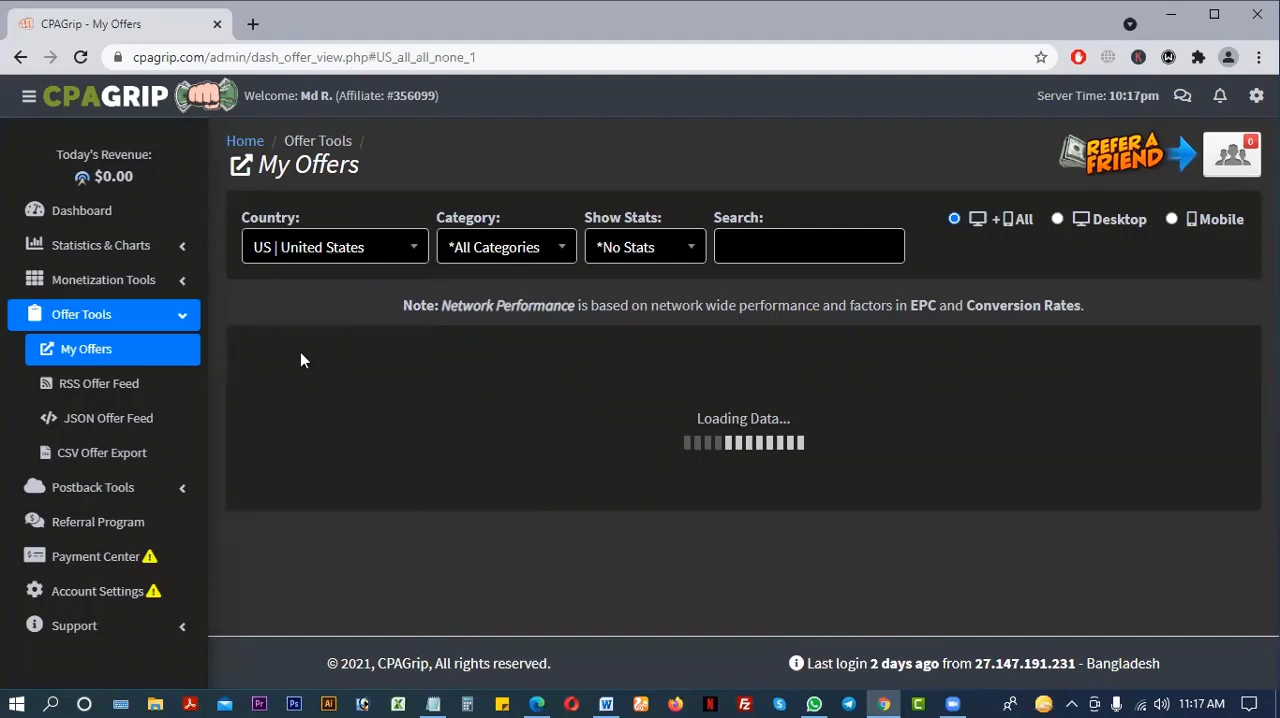 CPAGrip - My Offers
cpagrip.com/admin/dash_offer_view.php#US_all_all_none_1
CPAGRIP Welcome: Md R. (Affiliate: #356099)
Server Time: 10:17pm
Today's Revenue:
$0.00
Dashboard
Statistics & Charts
Monetization Tools
Offer Tools
My Offers
RSS Offer Feed
JSON Offer Feed
CSV Offer Export
Postback Tools
Referral Program
Payment Center
Account Settings
Support
Home / Offer Tools /
My Offers
REFER A
FRIEND
0
Country: Category: Show Stats: Search:
US | United States *All Categories *No Stats
+ All Desktop Mobile
Note: Network Performance is based on network wide performance and factors in EPC and Conversion Rates.
Loading Data...
© 2021, CPAGrip, All rights reserved.
Last login 2 days ago from 27.147.191.231 - Bangladesh
11:17 AM